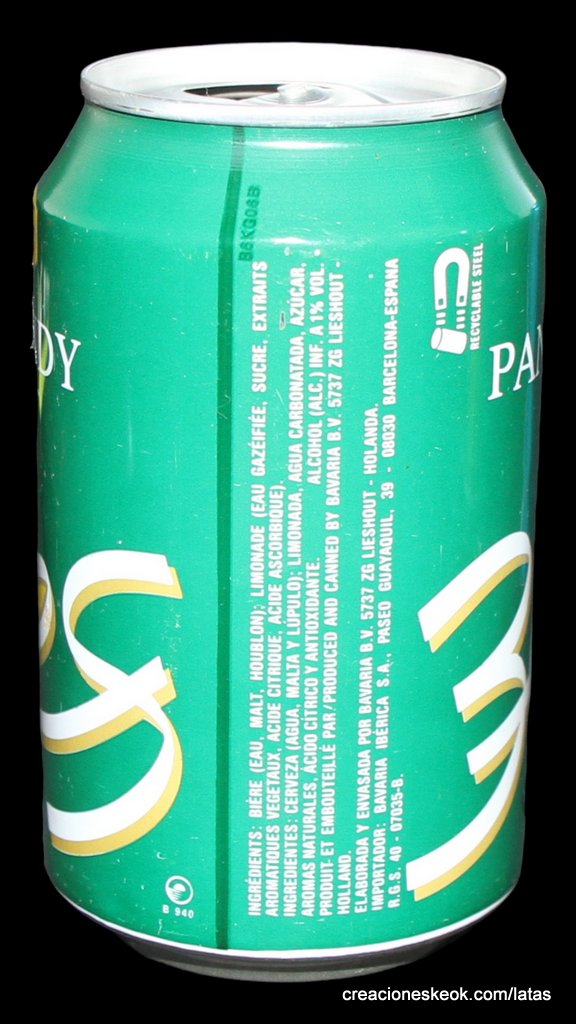 B6KG06B
DY
PAN
RECYCLABLE STEEL
INGRÉDIENTS: BIÈRE (EAU, MALT, HOUBLON); LIMONADE (EAU GAZÉIFIÉE, SUCRE, EXTRAITS
AROMATIQUES VEGETAUX, ACIDE CITRIQUE, ACIDE ASCORBIQUE).
INGREDIENTES: CERVEZA (AGUA, MALTA Y LÚPULO); LIMONADA, AGUA CARBONATADA, AZÚCAR,
AROMAS NATURALES, ÁCIDO CÍTRICO Y ANTIOXIDANTE. ALCOHOL (ALC.) INF. A 1% VOL.
PRODUIT- ET EMBOUTEILLÉ PAR/PRODUCED AND CANNED BY BAVARIA B.V. 5737 ZG LIESHOUT -
HOLLAND.
ELABORADA Y ENVASADA POR BAVARIA B.V. 5737 ZG LIESHOUT - HOLANDA.
IMPORTADOR: BAVARIA IBÉRICA S.A., PASEO GUAYAQUIL, 39 - 08030 BARCELONA-ESPANA
R.G.S. 40 - 07035-B.
B 940
creacioneskeok.com/latas